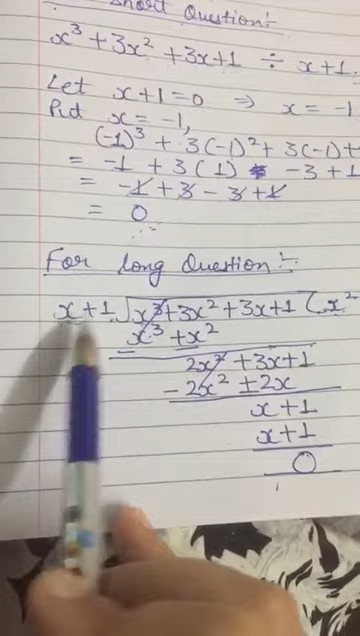 Short Question:-
x³ + 3x² + 3x + 1 ÷ x + 1.
Let x + 1 = 0 ⇒ x = -1
Put x = -1,
(-1)³ + 3(-1)² + 3(-1) +
= -1 + 3(1) - 3 + 1
= -1 + 3 - 3 + 1
= 0
For long Question:-
x+1 ) x³ + 3x² + 3x + 1 ( x²
x³ + x²
2x² + 3x + 1
- 2x² ± 2x
x + 1
x + 1
0